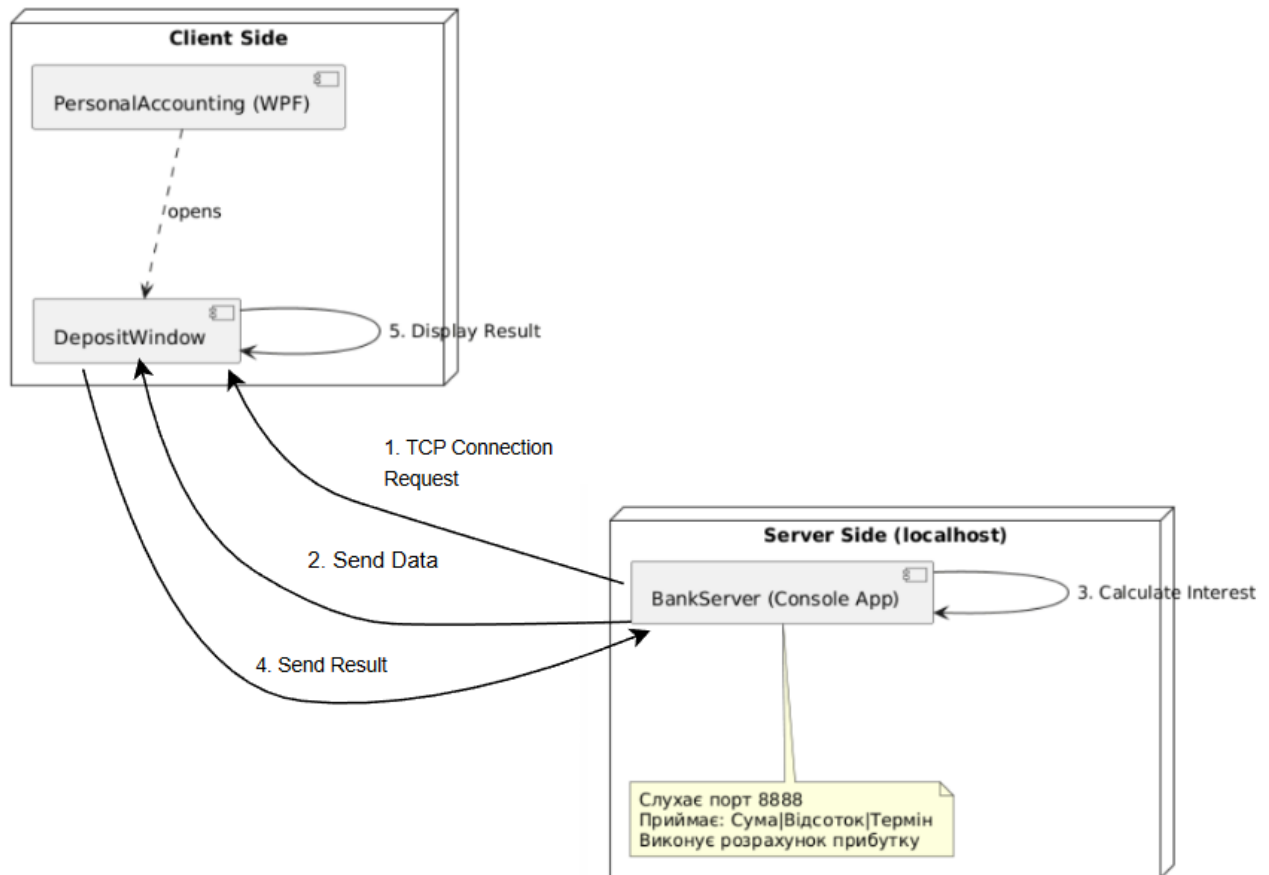 Client Side
PersonalAccounting (WPF)
opens
DepositWindow
5. Display Result
1. TCP Connection
Request
2. Send Data
4. Send Result
Server Side (localhost)
BankServer (Console App)
3. Calculate Interest
Слухає порт 8888
Приймає: Сума|Відсоток|Термін
Виконує розрахунок прибутку